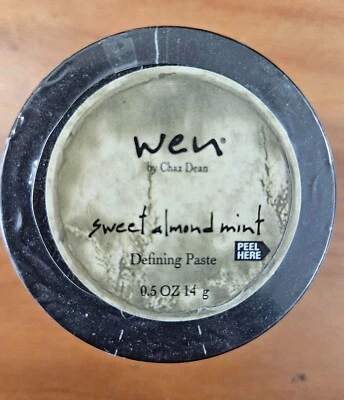 wen®
by Chaz Dean
sweet almond mint
PEEL
HERE
Defining Paste
0.5 OZ 14 g